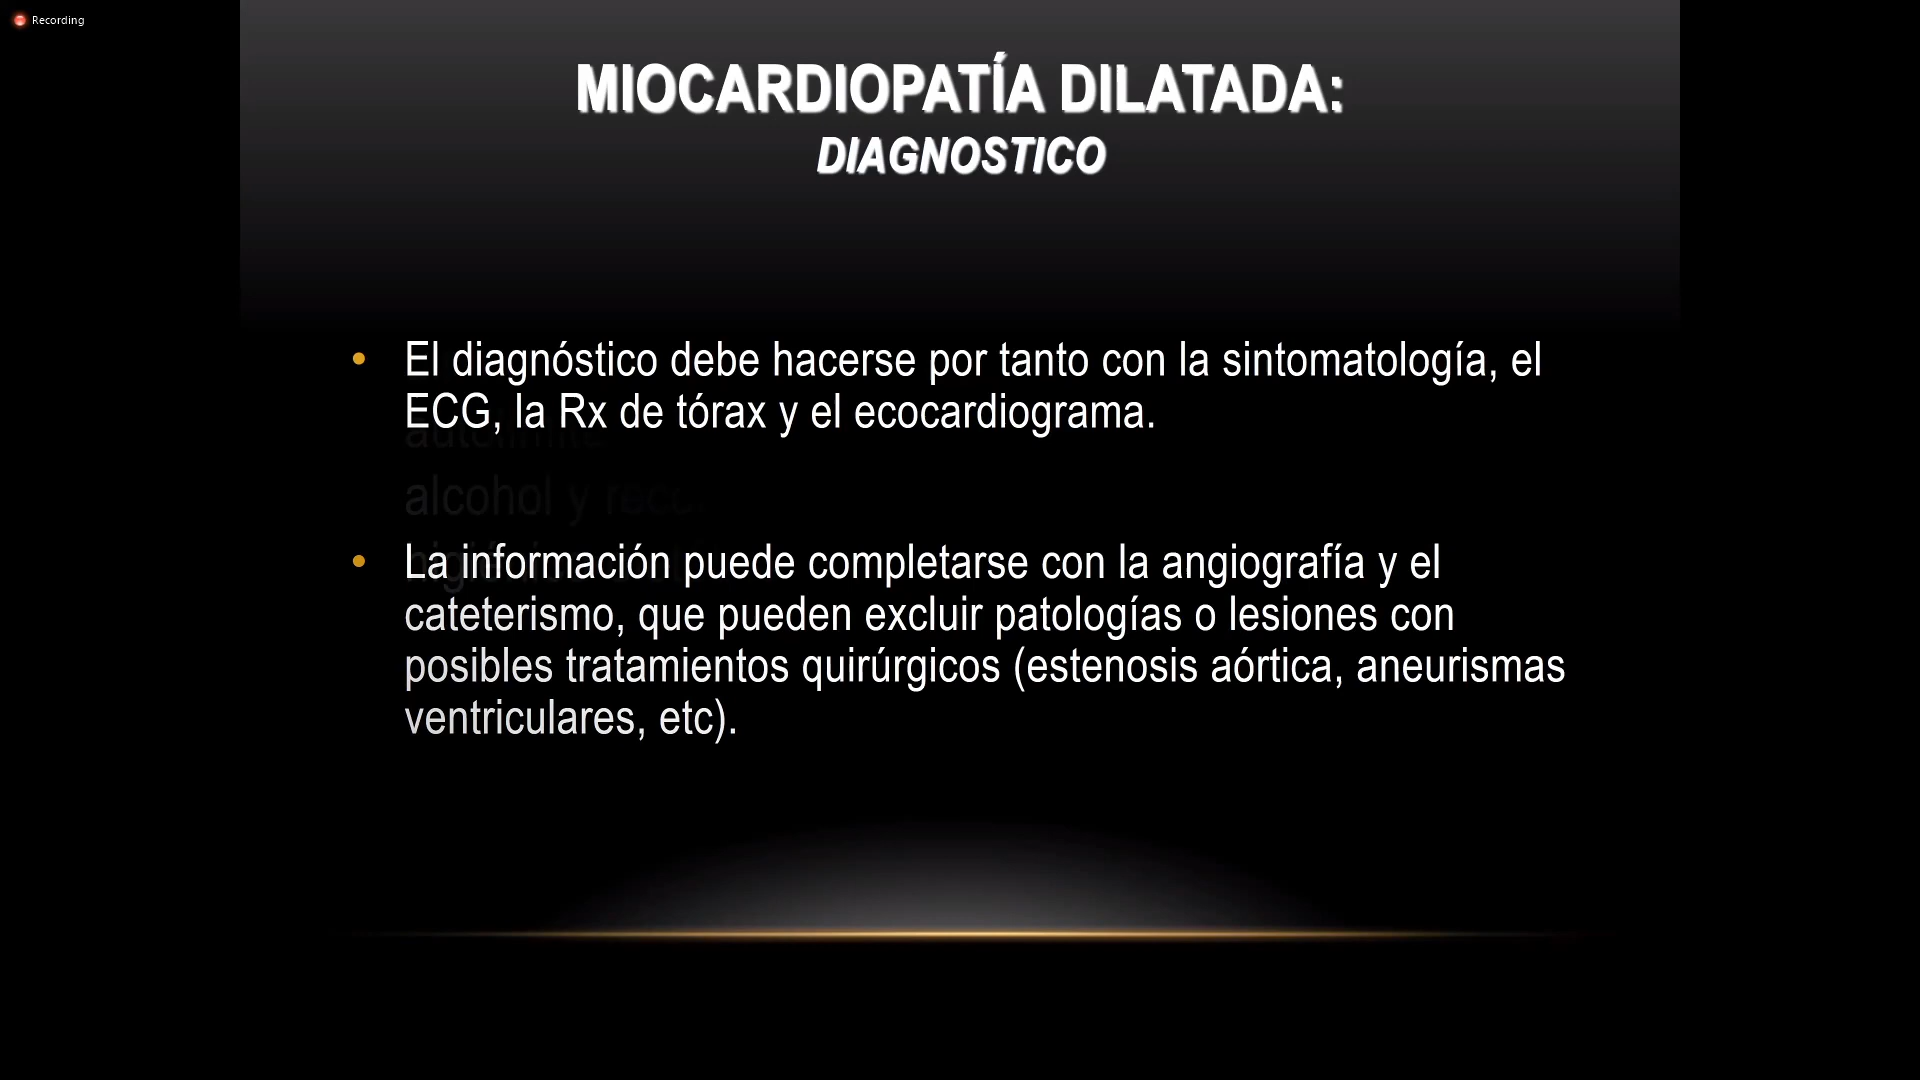 Recording
MIOCARDIOPATÍA DILATADA:
DIAGNOSTICO
• El diagnóstico debe hacerse por tanto con la sintomatología, el
ECG, la Rx de tórax y el ecocardiograma.
alcohol y
• La información puede completarse con la angiografía y el
cateterismo, que pueden excluir patologías o lesiones con
posibles tratamientos quirúrgicos (estenosis aórtica, aneurismas
ventriculares, etc).